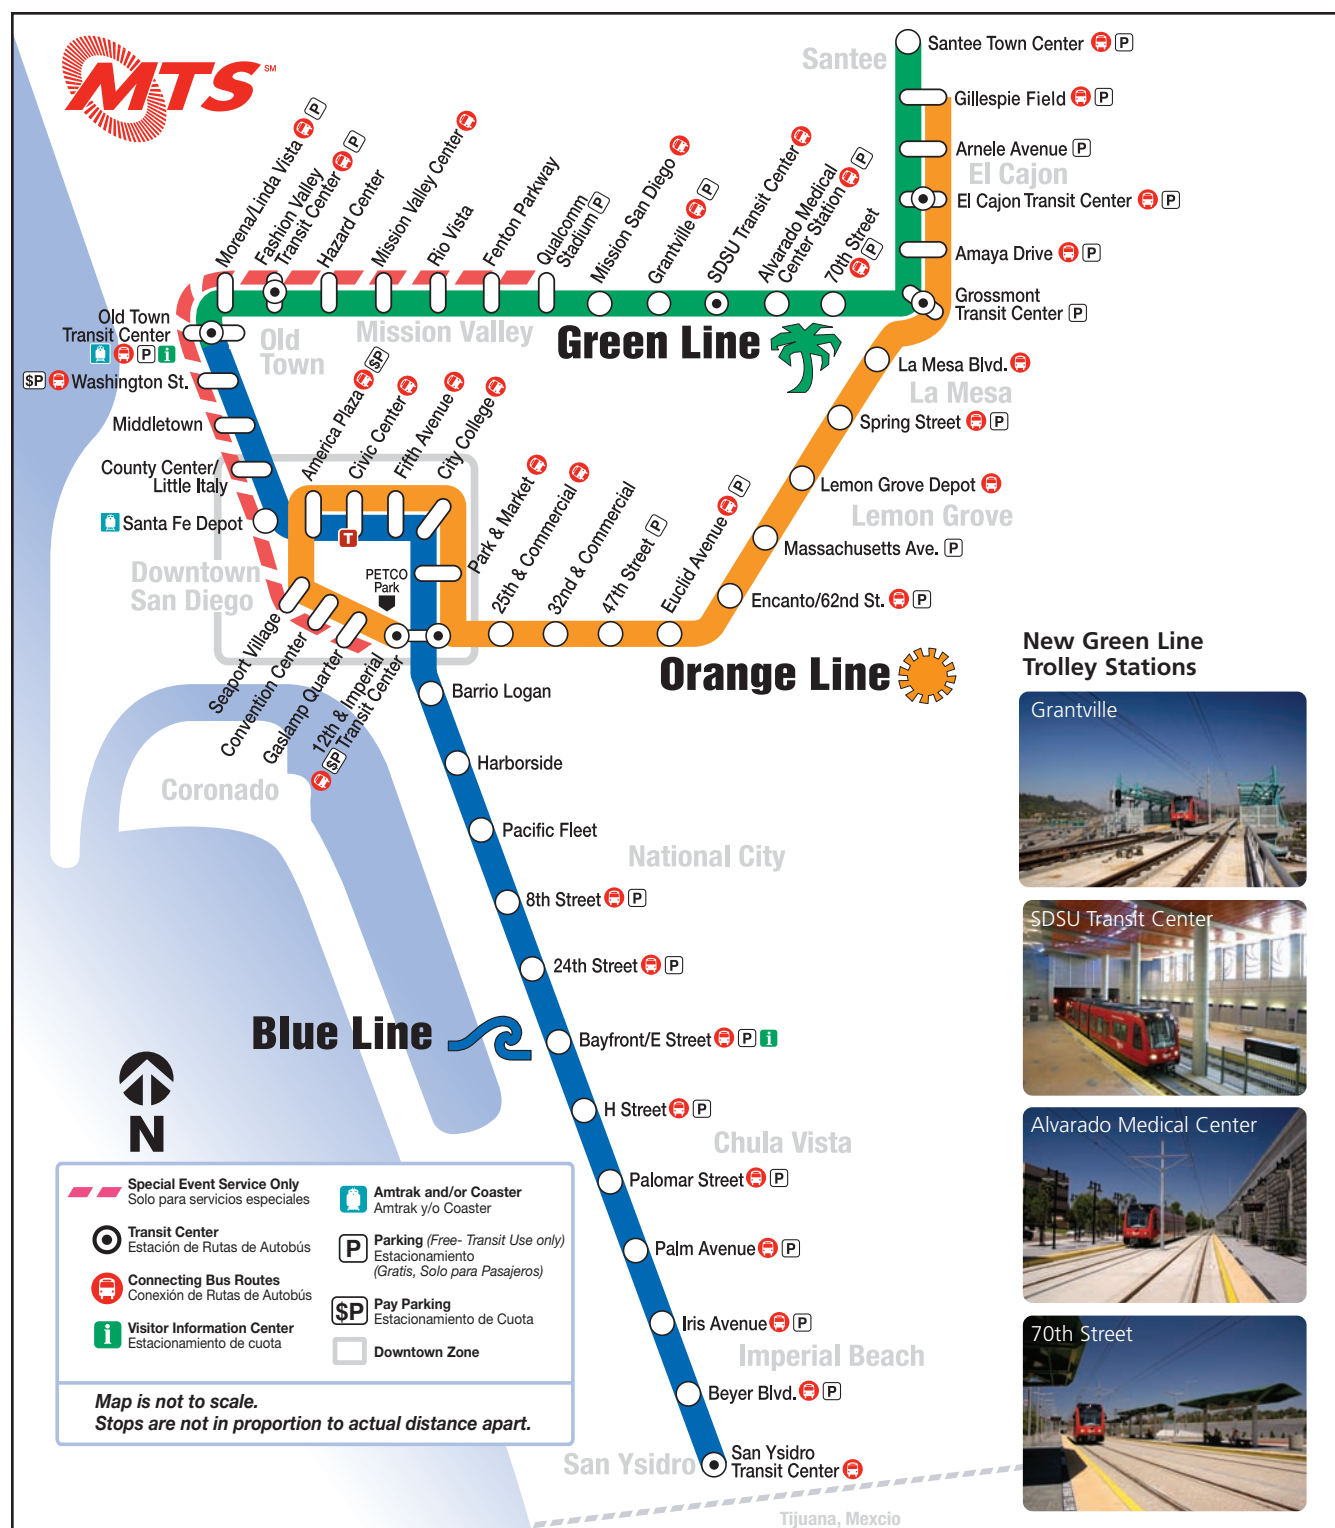 MTS SM
Santee
Santee Town Center P
Gillespie Field P
Arnele Avenue P
El Cajon
El Cajon Transit Center P
Amaya Drive P
Grossmont
Transit Center P
Morena/Linda Vista P
Fashion Valley
Transit Center P
Hazard Center
Mission Valley Center
Rio Vista
Fenton Parkway
Qualcomm
Stadium P
Mission San Diego
Grantville P
SDSU Transit Center
Alvarado Medical
Center Station P
70th Street
P
Old Town
Transit Center
P i
Old
Town
Mission Valley
Green Line
$P Washington St.
Middletown
County Center/
Little Italy
Santa Fe Depot
America Plaza $P
Civic Center
Fifth Avenue
City College
T
PETCO
Park
Park & Market
25th & Commercial
32nd & Commercial
47th Street P
Euclid Avenue P
La Mesa Blvd.
La Mesa
Spring Street P
Lemon Grove Depot
Lemon Grove
Massachusetts Ave. P
Encanto/62nd St. P
Orange Line
Downtown
San Diego
Seaport Village
Convention Center
Gaslamp Quarter
12th & Imperial
Transit Center
$P
Coronado
Barrio Logan
Harborside
Pacific Fleet
National City
8th Street P
24th Street P
Blue Line
Bayfront/E Street P i
H Street P
Chula Vista
Palomar Street P
Palm Avenue P
Iris Avenue P
Imperial Beach
Beyer Blvd. P
San Ysidro
San Ysidro
Transit Center
Tijuana, Mexcio
N
Special Event Service Only
Solo para servicios especiales
Transit Center
Estación de Rutas de Autobús
Connecting Bus Routes
Conexión de Rutas de Autobús
i Visitor Information Center
Estacionamiento de cuota
Amtrak and/or Coaster
Amtrak y/o Coaster
P Parking (Free- Transit Use only)
Estacionamiento
(Gratis, Solo para Pasajeros)
$P Pay Parking
Estacionamiento de Cuota
Downtown Zone
Map is not to scale.
Stops are not in proportion to actual distance apart.
New Green Line
Trolley Stations
Grantville
SDSU Transit Center
Alvarado Medical Center
70th Street